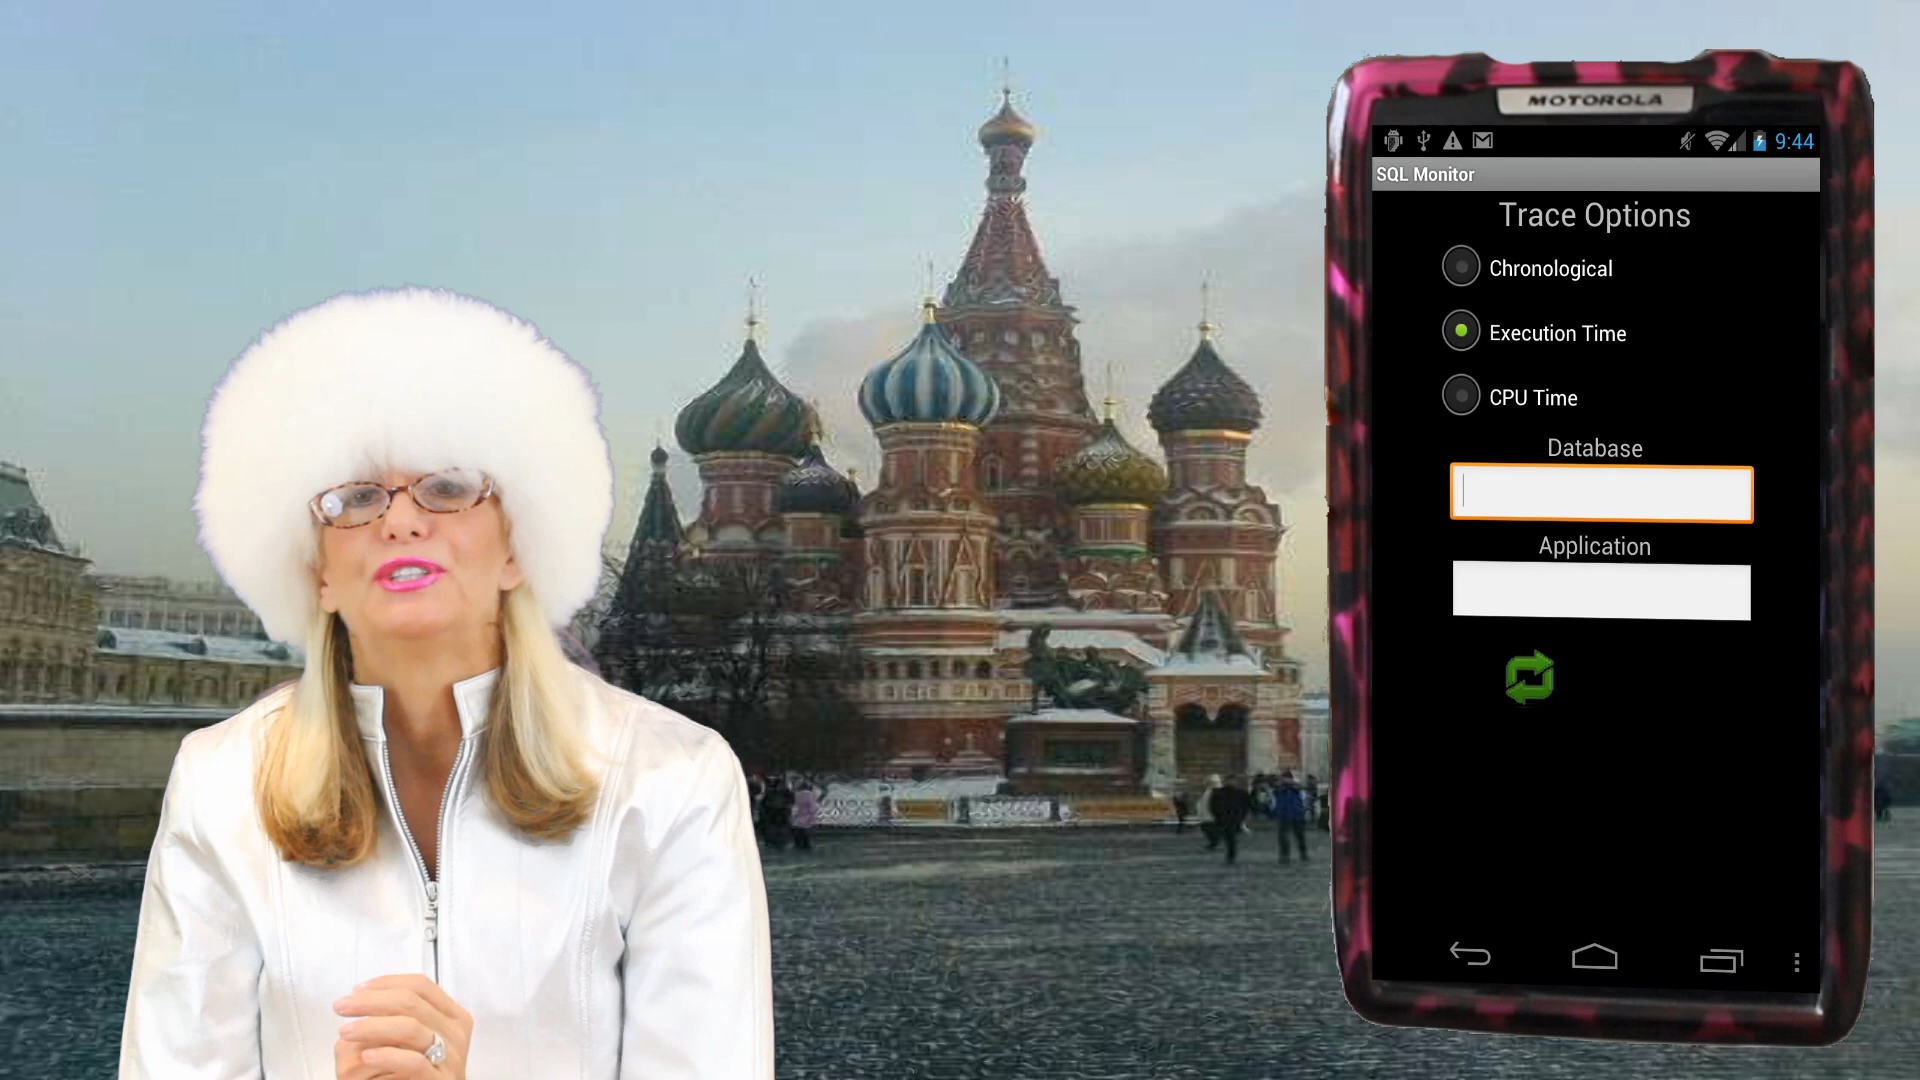 MOTOROLA
9:44
SQL Monitor
Trace Options
Chronological
Execution Time
CPU Time
Database
Application